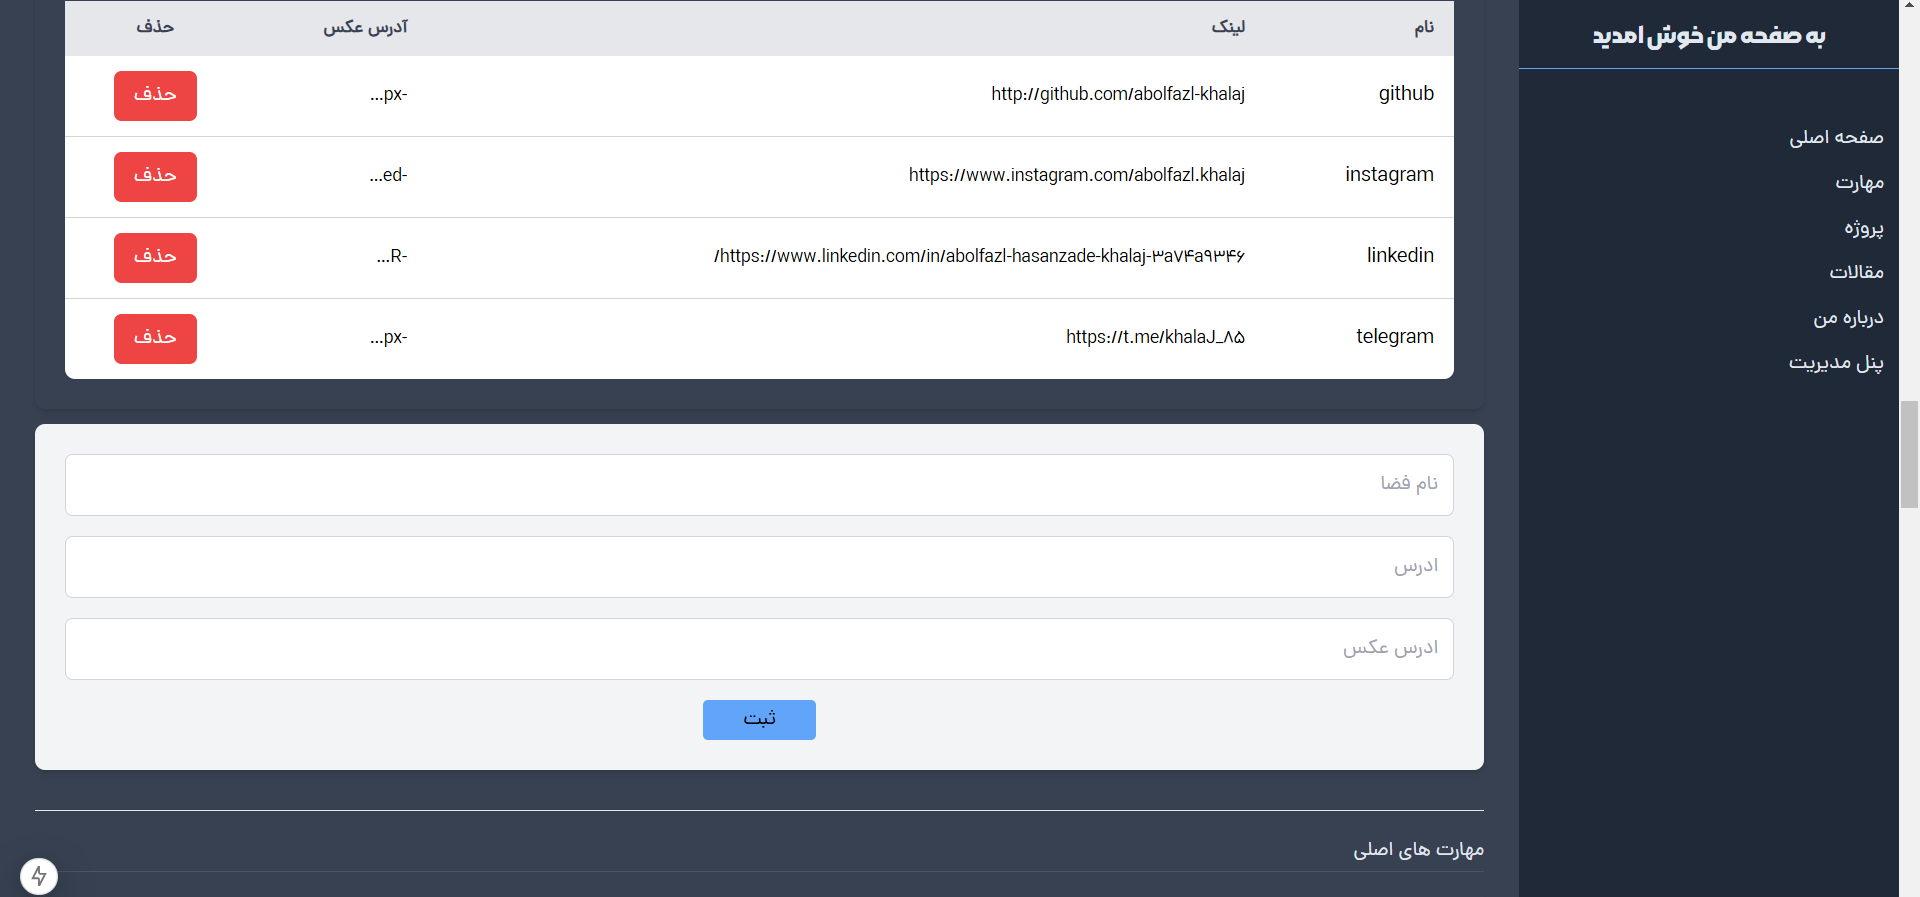 به صفحه من خوش امدید
صفحه اصلی
مهارت
پروژه
مقالات
درباره من
پنل مدیریت
نام لینک آدرس عکس حذف
github http://github.com/abolfazl-khalaj -px... حذف
instagram https://www.instagram.com/abolfazl.khalaj -ed... حذف
linkedin https://www.linkedin.com/in/abolfazl-hasanzade-khalaj-۳a۷۴a۹۳۴۶/ -R... حذف
telegram https://t.me/khalaJ_۸۵ -px... حذف
نام فضا
ادرس
ادرس عکس
ثبت
مهارت های اصلی